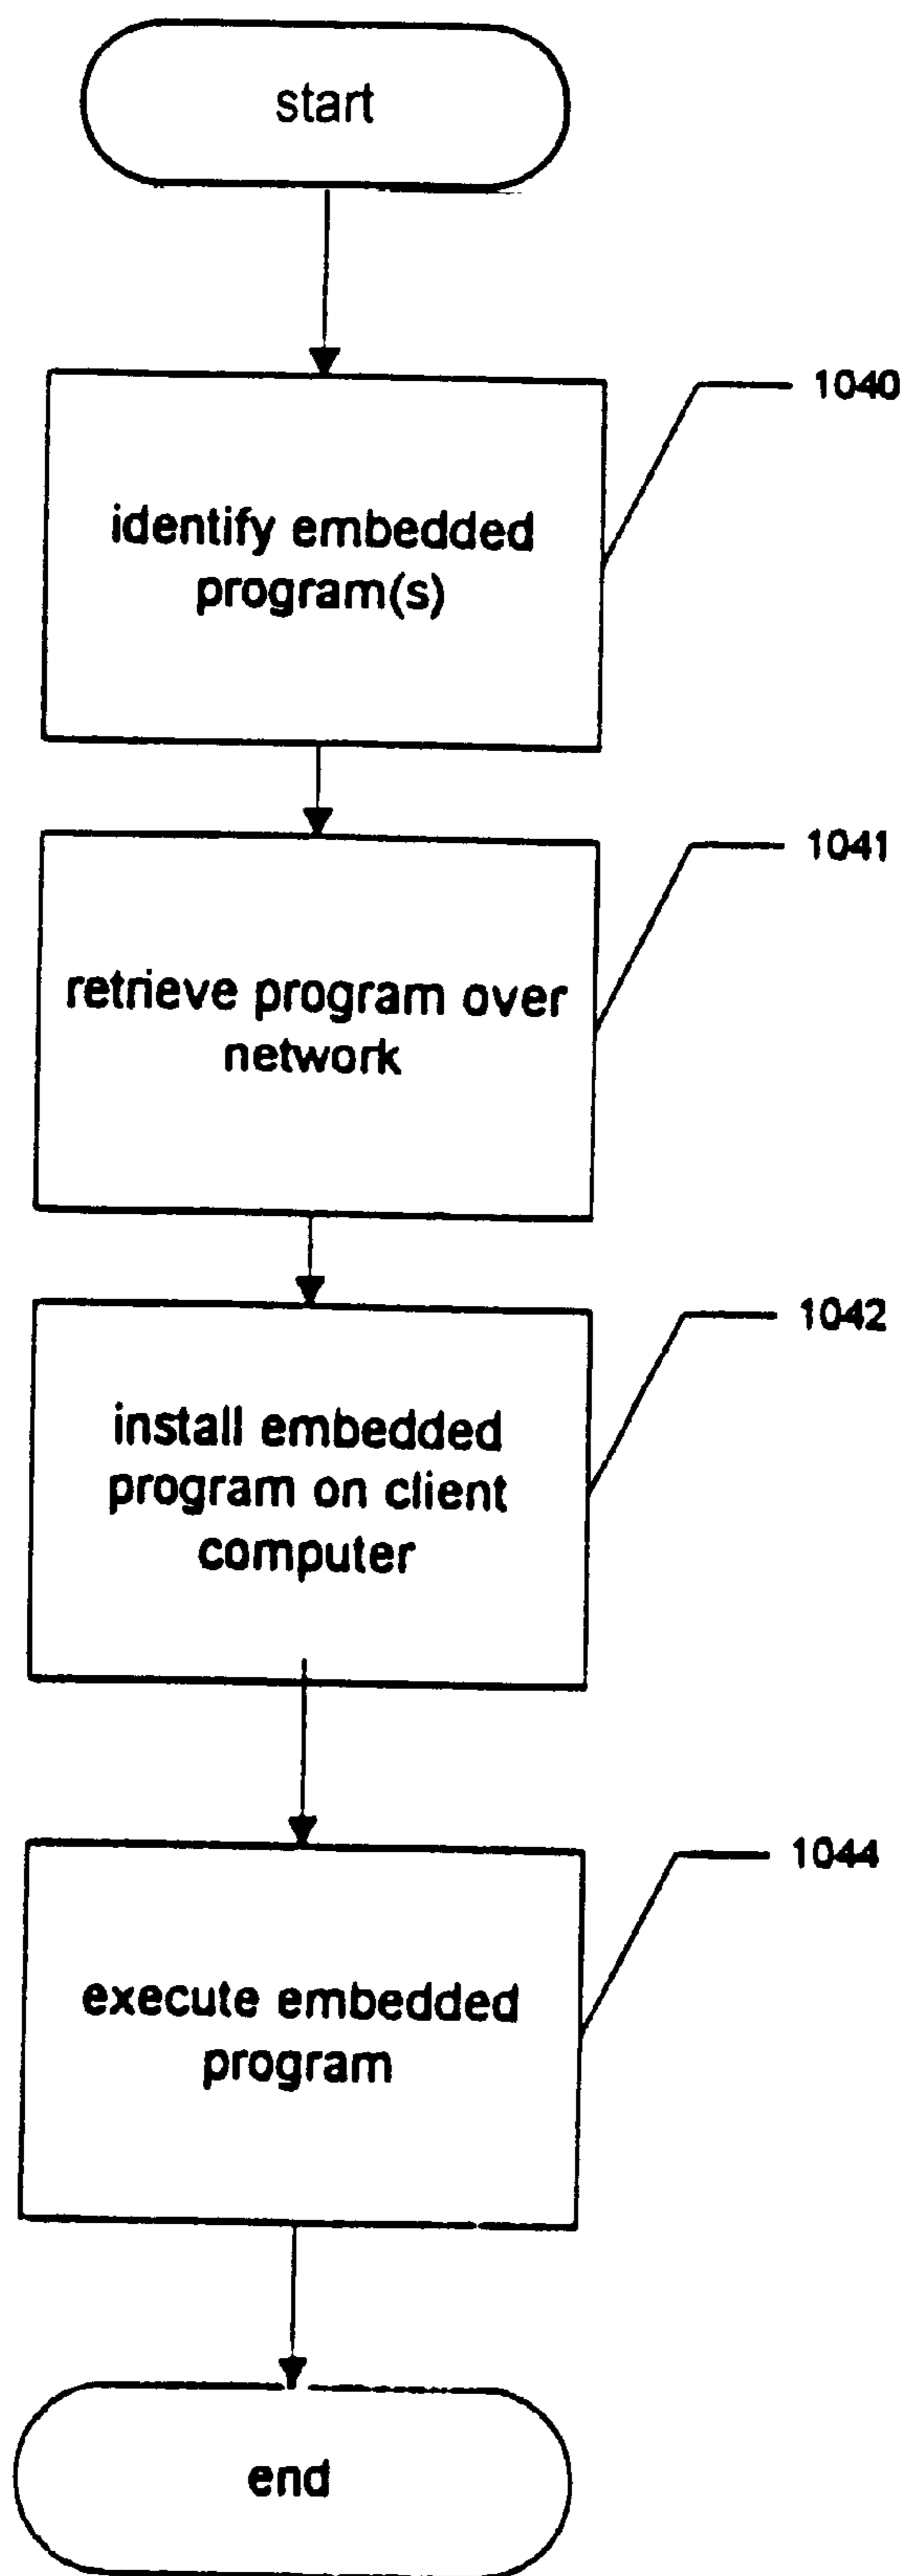 start
1040
identify embedded
program(s)
1041
retrieve program over
network
1042
install embedded
program on client
computer
1044
execute embedded
program
end